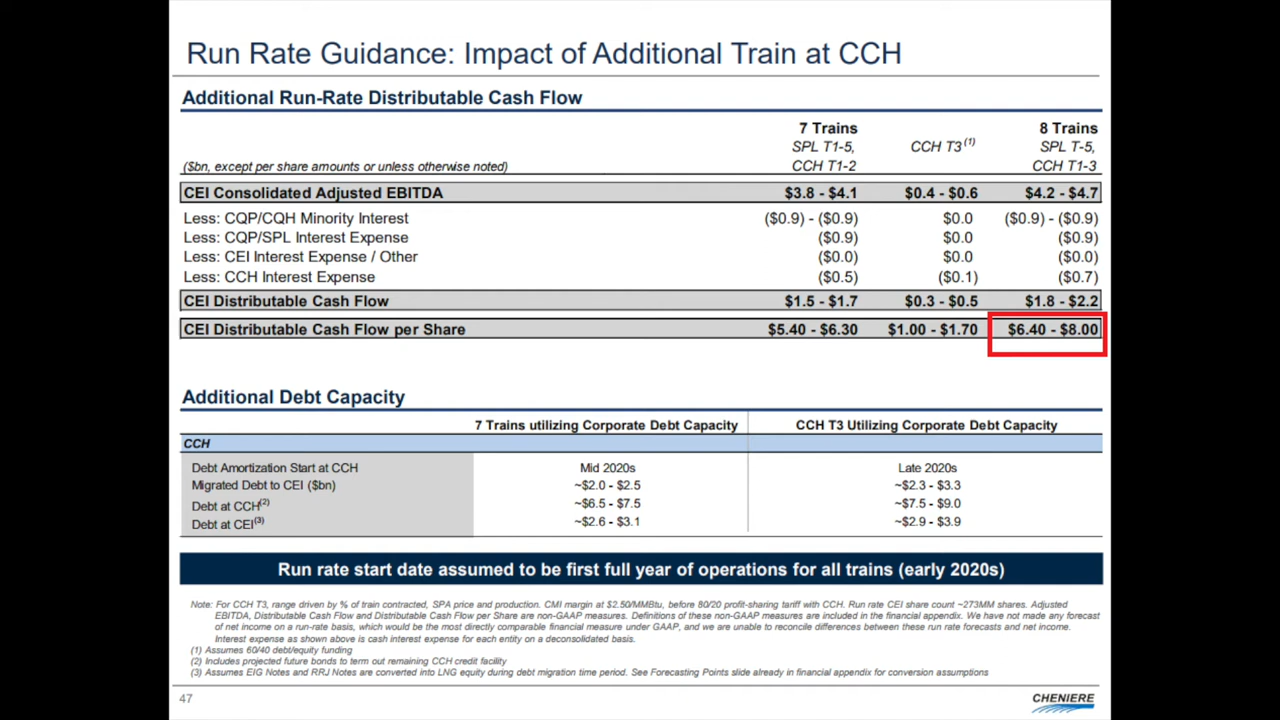 Run Rate Guidance: Impact of Additional Train at CCH
Additional Run-Rate Distributable Cash Flow
7 Trains 8 Trains
SPL T1-5, CCH T3 (1) SPL T-5,
($bn, except per share amounts or unless otherwise noted) CCH T1-2 CCH T1-3
CEI Consolidated Adjusted EBITDA $3.8 - $4.1 $0.4 - $0.6 $4.2 - $4.7
Less: CQP/CQH Minority Interest ($0.9) - ($0.9) $0.0 ($0.9) - ($0.9)
Less: CQP/SPL Interest Expense ($0.9) $0.0 ($0.9)
Less: CEI Interest Expense / Other ($0.0) $0.0 ($0.0)
Less: CCH Interest Expense ($0.5) ($0.1) ($0.7)
CEI Distributable Cash Flow $1.5 - $1.7 $0.3 - $0.5 $1.8 - $2.2
CEI Distributable Cash Flow per Share $5.40 - $6.30 $1.00 - $1.70 $6.40 - $8.00
Additional Debt Capacity
7 Trains utilizing Corporate Debt Capacity CCH T3 Utilizing Corporate Debt Capacity
CCH
Debt Amortization Start at CCH Mid 2020s Late 2020s
Migrated Debt to CEI ($bn) ~$2.0 - $2.5 ~$2.3 - $3.3
Debt at CCH(2) ~$6.5 - $7.5 ~$7.5 - $9.0
Debt at CEI(3) ~$2.6 - $3.1 ~$2.9 - $3.9
Run rate start date assumed to be first full year of operations for all trains (early 2020s)
Note: For CCH T3, range driven by % of train contracted, SPA price and production. CMI margin at $2.50/MMBtu, before 80/20 profit-sharing tariff with CCH. Run rate CEI share count ~273MM shares. Adjusted
EBITDA, Distributable Cash Flow and Distributable Cash Flow per Share are non-GAAP measures. Definitions of these non-GAAP measures are included in the financial appendix. We have not made any forecast
of net income on a run-rate basis, which would be the most directly comparable financial measure under GAAP, and we are unable to reconcile differences between these run rate forecasts and net income.
Interest expense as shown above is cash interest expense for each entity on a deconsolidated basis.
(1) Assumes 60/40 debt/equity funding
(2) Includes projected future bonds to term out remaining CCH credit facility
(3) Assumes EIG Notes and RRJ Notes are converted into LNG equity during debt migration time period. See Forecasting Points slide already in financial appendix for conversion assumptions
47 CHENIERE